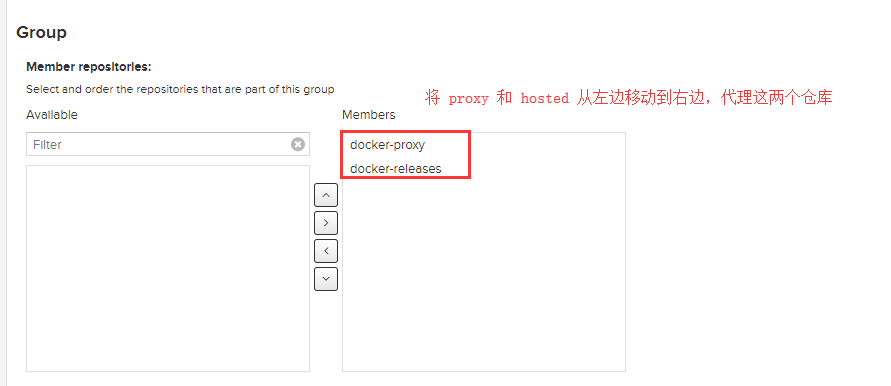 Group
Member repositories:
Select and order the repositories that are part of this group
将 proxy 和 hosted 从左边移动到右边，代理这两个仓库
Available
Members
Filter
docker-proxy
docker-releases